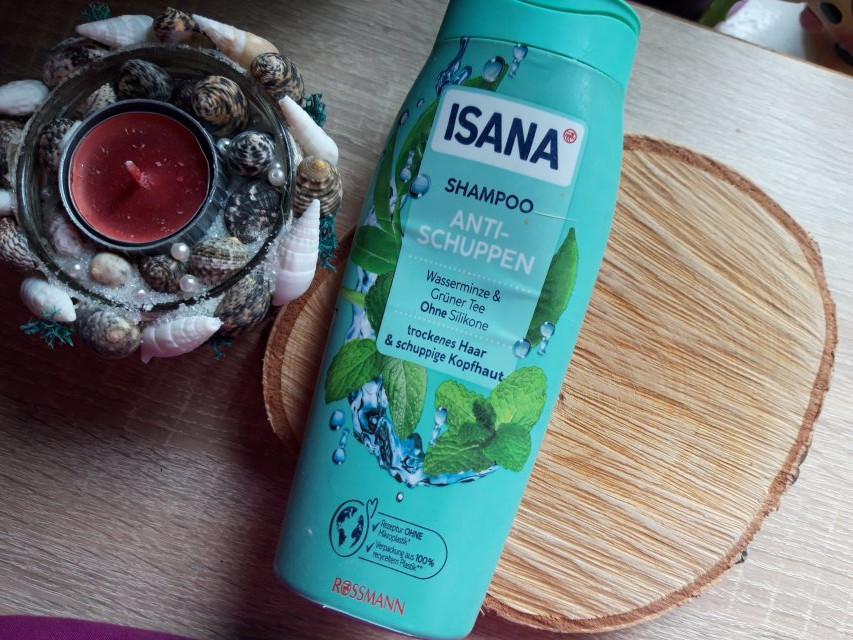 ISANA
SHAMPOO
ANTI-
SCHUPPEN
Wasserminze &
Grüner Tee
Ohne Silikone
trockenes Haar
& schuppige Kopfhaut
Rezeptur OHNE
Mikroplastik*
Verpackung aus 100%
recyceltem Plastik**
ROSSMANN